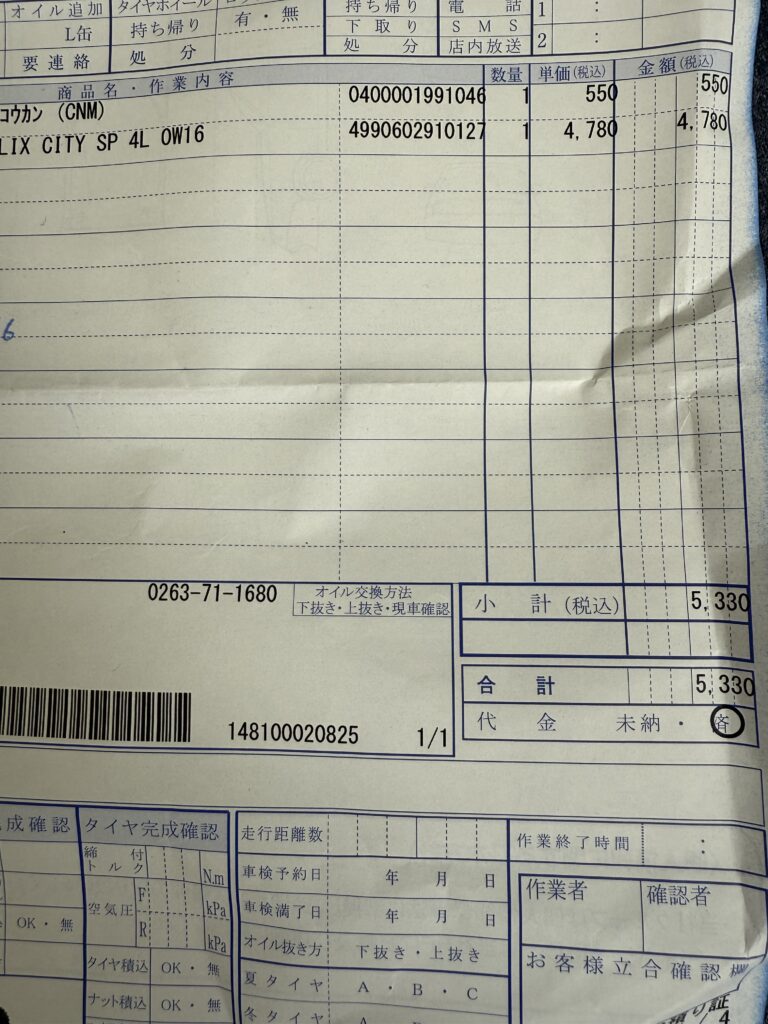 オイル追加 タイヤホイール 有・無 持ち帰り 電話 1 :
L缶 持ち帰り 下取り SMS
要連絡 処分 処分 店内放送 2 :
商品名・作業内容 数量 単価(税込) 金額(税込)
コウカン (CNM) 0400001991046 1 550 550
LIX CITY SP 4L 0W16 4990602910127 1 4,780 4,780
6
0263-71-1680 オイル交換方法 小計(税込) 5,330
下抜き・上抜き・現車確認
合計 5,330
148100020825 1/1 代金 未納・済
成確認 タイヤ完成確認 走行距離数 作業終了時間 :
締付トルク N.m 車検予約日 年 月 日
空気圧 F kPa 車検満了日 年 月 日 作業者 確認者
OK・無 R kPa オイル抜き方 下抜き・上抜き
タイヤ積込 OK・無 夏タイヤ A・B・C お客様立合確認
ナット積込 OK・無 冬タイヤ